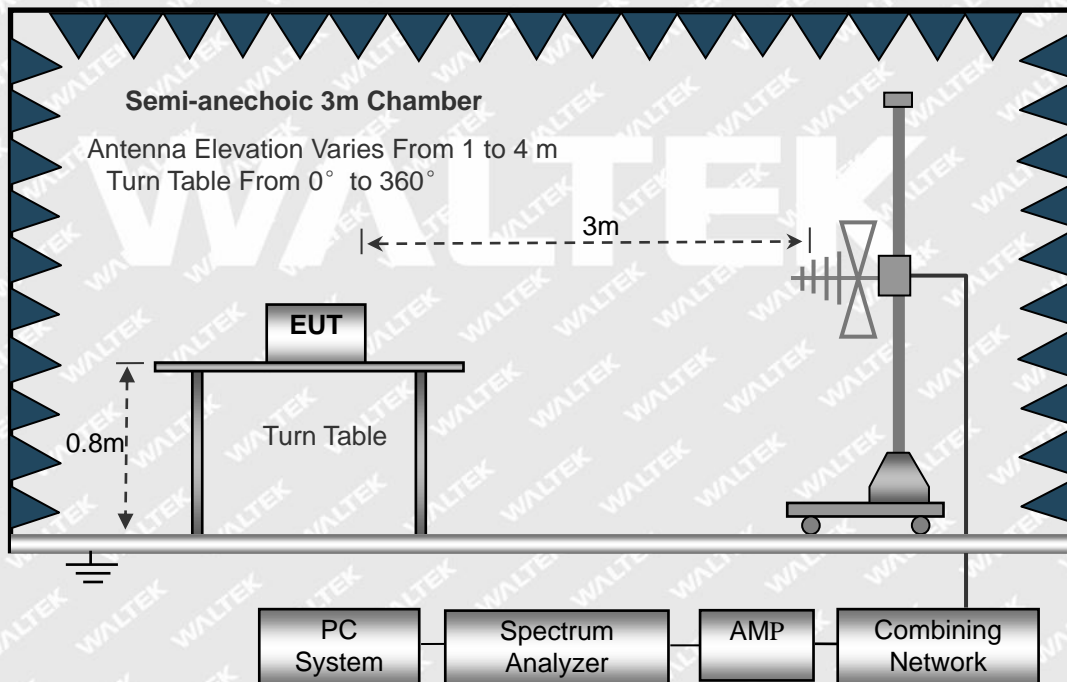 Semi-anechoic 3m Chamber
Antenna Elevation Varies From 1 to 4 m
Turn Table From 0° to 360°
WALTEK
3m
EUT
0.8m
Turn Table
PC
System
Spectrum
Analyzer
AMP
Combining
Network